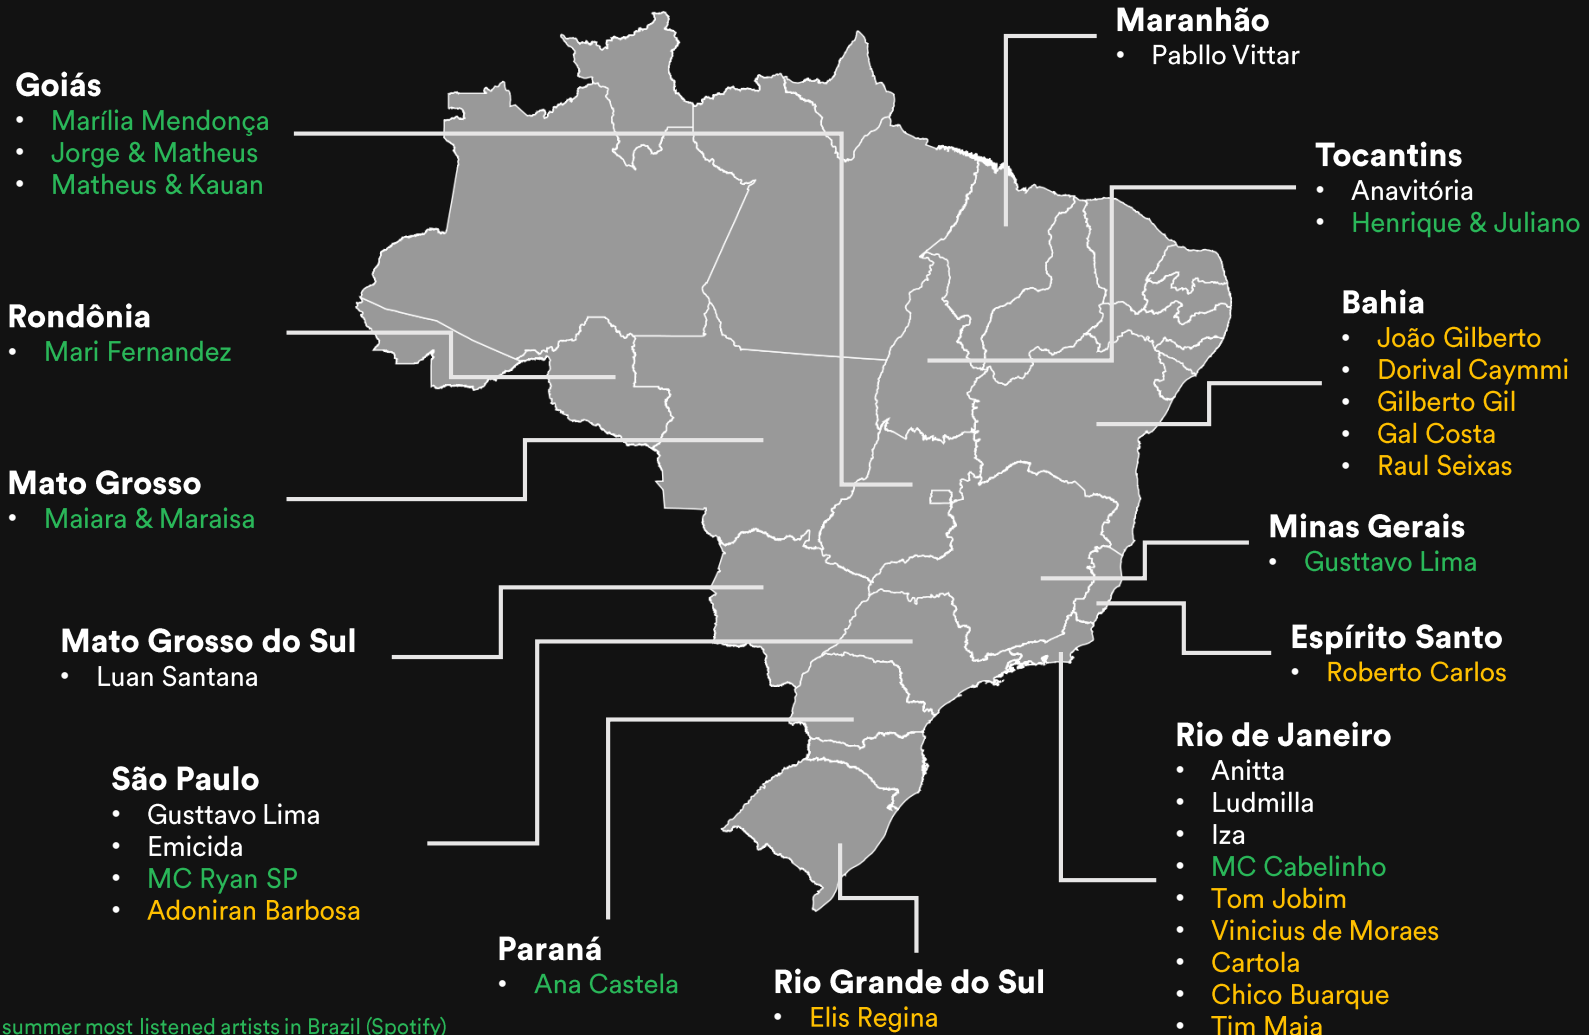 Maranhão
• Pabllo Vittar
Goiás
• Marília Mendonça
• Jorge & Matheus
• Matheus & Kauan
Tocantins
• Anavitória
• Henrique & Juliano
Bahia
• João Gilberto
• Dorival Caymmi
• Gilberto Gil
• Gal Costa
• Raul Seixas
Rondônia
• Mari Fernandez
Mato Grosso
• Maiara & Maraisa
Minas Gerais
• Gusttavo Lima
Mato Grosso do Sul
• Luan Santana
Espírito Santo
• Roberto Carlos
São Paulo
• Gusttavo Lima
• Emicida
• MC Ryan SP
• Adoniran Barbosa
Rio de Janeiro
• Anitta
• Ludmilla
• Iza
• MC Cabelinho
• Tom Jobim
• Vinicius de Moraes
• Cartola
• Chico Buarque
• Tim Maia
Paraná
• Ana Castela
Rio Grande do Sul
• Elis Regina
summer most listened artists in Brazil (Spotify)